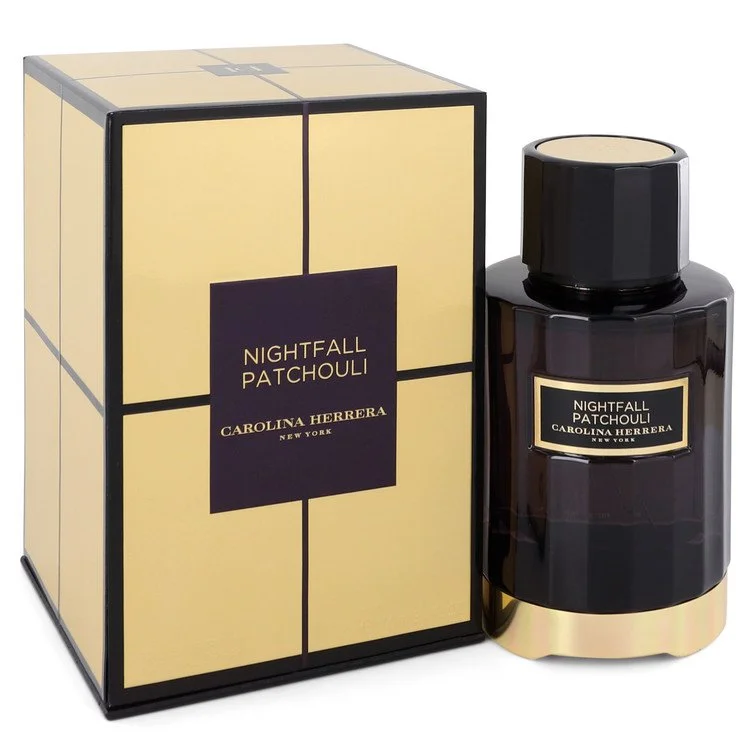 NIGHTFALL
PATCHOULI
CAROLINA HERRERA
NEW YORK
NIGHTFALL
PATCHOULI
CAROLINA HERRERA
NEW YORK